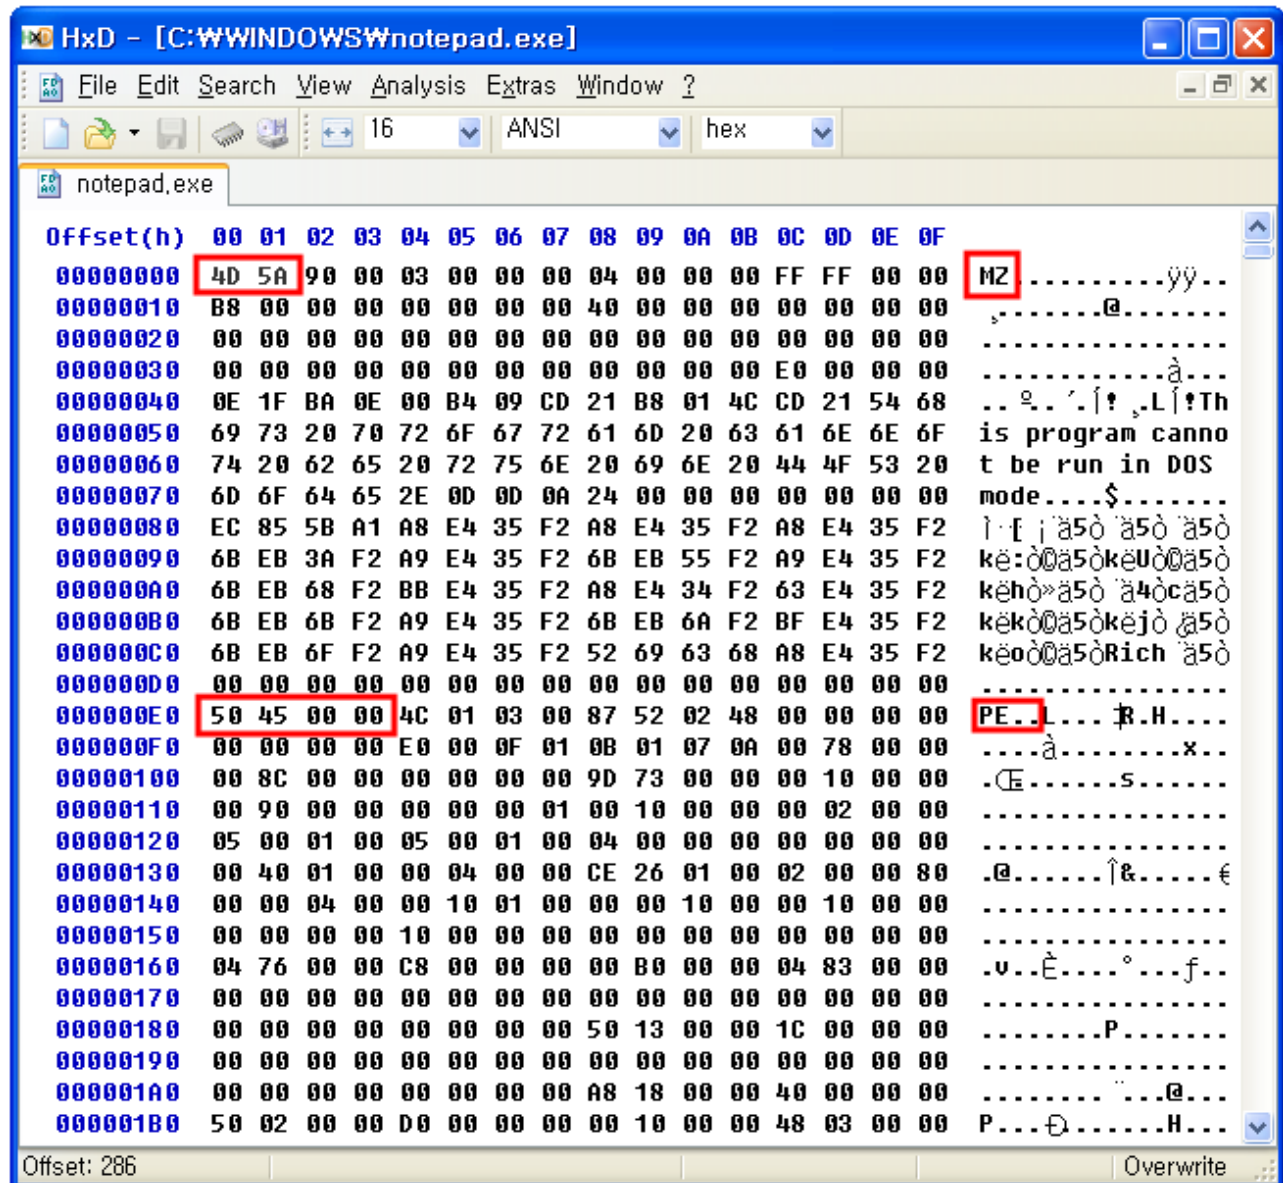 HxD - [C:₩WINDOWS₩notepad.exe]
File Edit Search View Analysis Extras Window ?
16 ANSI hex
notepad.exe
Offset(h) 00 01 02 03 04 05 06 07 08 09 0A 0B 0C 0D 0E 0F
00000000 4D 5A 90 00 03 00 00 00 04 00 00 00 FF FF 00 00 MZ..........ÿÿ..
00000010 B8 00 00 00 00 00 00 00 40 00 00 00 00 00 00 00 ¸.......@.......
00000020 00 00 00 00 00 00 00 00 00 00 00 00 00 00 00 00 ................
00000030 00 00 00 00 00 00 00 00 00 00 00 00 E0 00 00 00 ............à...
00000040 0E 1F BA 0E 00 B4 09 CD 21 B8 01 4C CD 21 54 68 ..º..´.Í!¸.LÍ!Th
00000050 69 73 20 70 72 6F 67 72 61 6D 20 63 61 6E 6E 6F is program canno
00000060 74 20 62 65 20 72 75 6E 20 69 6E 20 44 4F 53 20 t be run in DOS
00000070 6D 6F 64 65 2E 0D 0D 0A 24 00 00 00 00 00 00 00 mode....$.......
00000080 EC 85 5B A1 A8 E4 35 F2 A8 E4 35 F2 A8 E4 35 F2 ì…[¡¨ä5ò¨ä5ò¨ä5ò
00000090 6B EB 3A F2 A9 E4 35 F2 6B EB 55 F2 A9 E4 35 F2 kë:ò©ä5òkëUò©ä5ò
000000A0 6B EB 68 F2 BB E4 35 F2 A8 E4 34 F2 63 E4 35 F2 këhò»ä5ò¨ä4òcä5ò
000000B0 6B EB 6B F2 A9 E4 35 F2 6B EB 6A F2 BF E4 35 F2 këkò©ä5òkëjò¿ä5ò
000000C0 6B EB 6F F2 A9 E4 35 F2 52 69 63 68 A8 E4 35 F2 këoò©ä5òRich¨ä5ò
000000D0 00 00 00 00 00 00 00 00 00 00 00 00 00 00 00 00 ................
000000E0 50 45 00 00 4C 01 03 00 87 52 02 48 00 00 00 00 PE..L...‡R.H....
000000F0 00 00 00 00 E0 00 0F 01 0B 01 07 0A 00 78 00 00 ....à........x..
00000100 00 8C 00 00 00 00 00 00 9D 73 00 00 00 10 00 00 .Œ.......s......
00000110 00 90 00 00 00 00 00 01 00 10 00 00 00 02 00 00 ................
00000120 05 00 01 00 05 00 01 00 04 00 00 00 00 00 00 00 ................
00000130 00 40 01 00 00 04 00 00 CE 26 01 00 02 00 00 80 .@......Î&.....€
00000140 00 00 04 00 00 10 01 00 00 00 10 00 00 10 00 00 ................
00000150 00 00 00 00 10 00 00 00 00 00 00 00 00 00 00 00 ................
00000160 04 76 00 00 C8 00 00 00 00 B0 00 00 04 83 00 00 .v..È....°...ƒ..
00000170 00 00 00 00 00 00 00 00 00 00 00 00 00 00 00 00 ................
00000180 00 00 00 00 00 00 00 00 50 13 00 00 1C 00 00 00 ........P.......
00000190 00 00 00 00 00 00 00 00 00 00 00 00 00 00 00 00 ................
000001A0 00 00 00 00 00 00 00 00 A8 18 00 00 40 00 00 00 ........¨...@...
000001B0 50 02 00 00 D0 00 00 00 00 10 00 00 48 03 00 00 P...Ð.......H...
Offset: 286 Overwrite